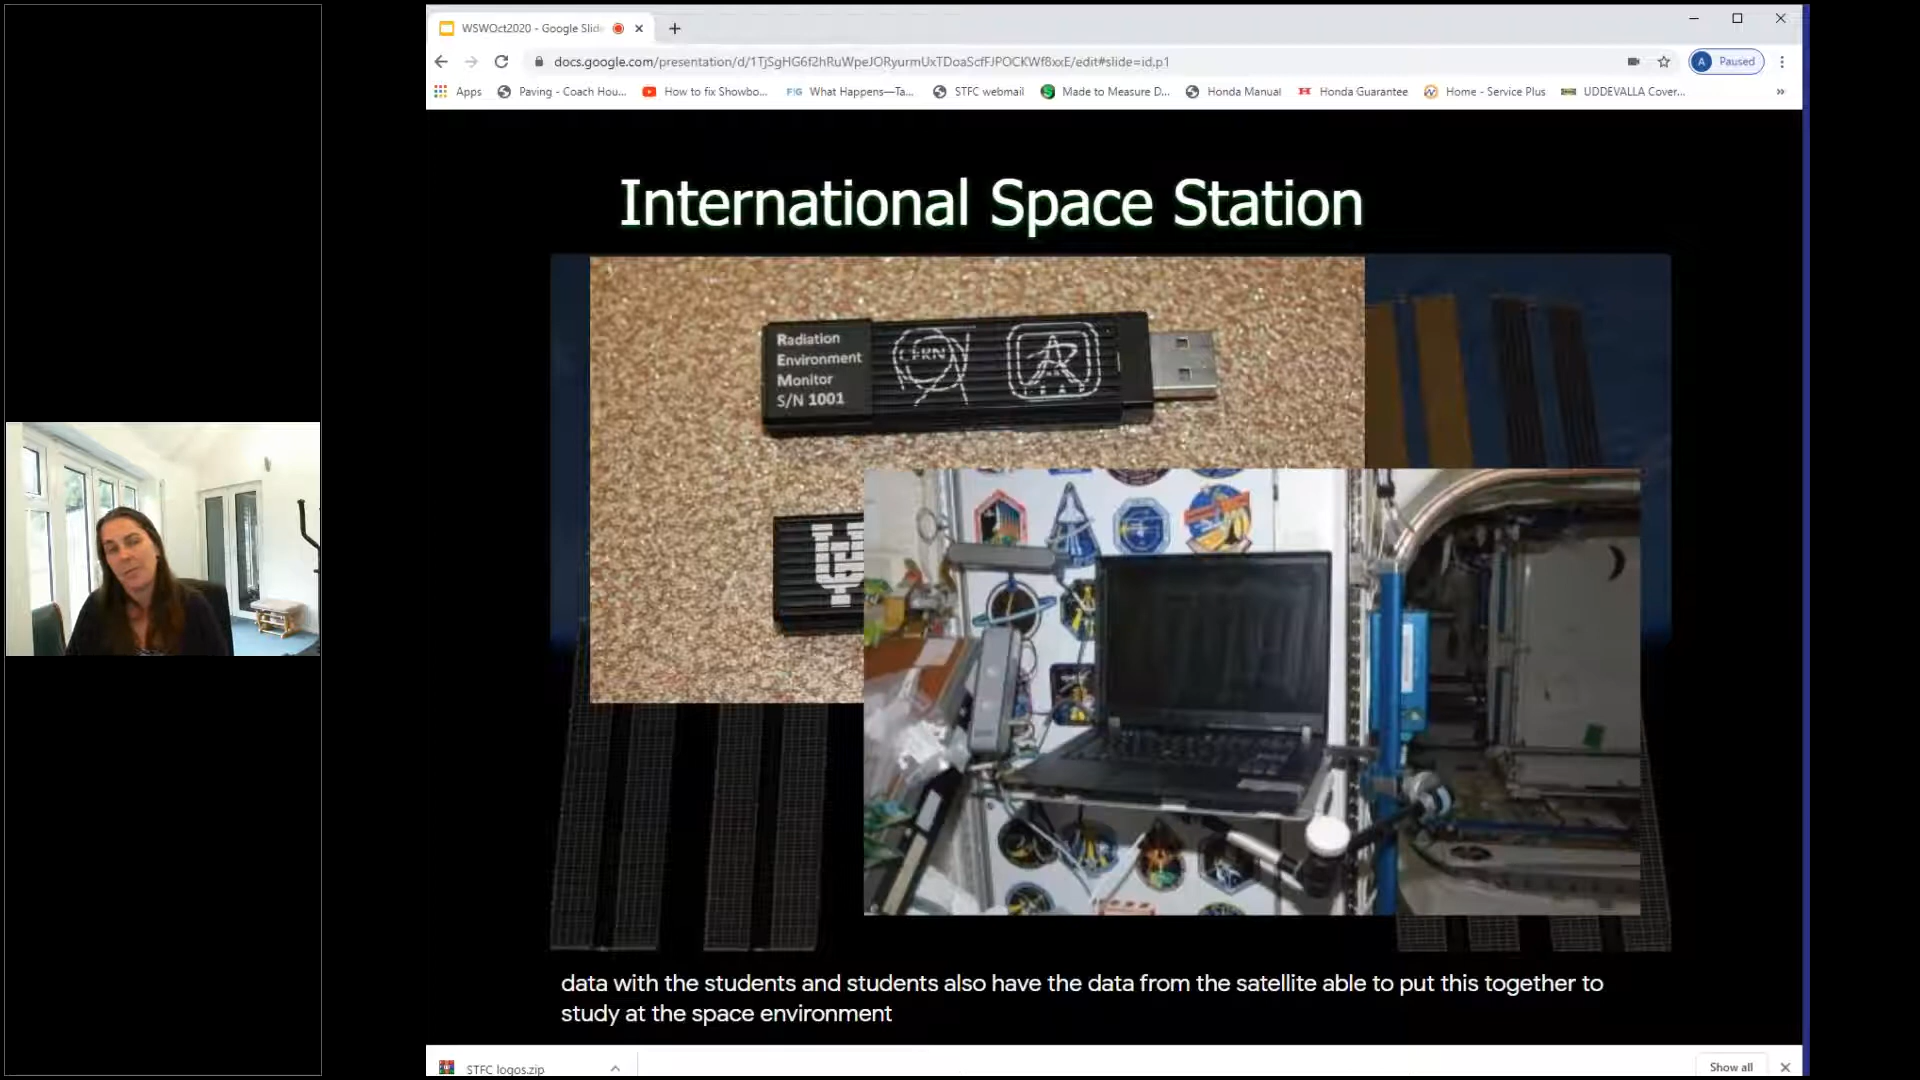 WSWOct2020 - Google Slide
docs.google.com/presentation/d/1TjSgHG6f2hRuWpeJORyurmUxTDoaScfFJPOCKWf8xxE/edit#slide=id.p1
A Paused
Apps
Paving - Coach Hou...
How to fix Showbo...
FIG What Happens—Ta...
STFC webmail
Made to Measure D...
Honda Manual
Honda Guarantee
Home - Service Plus
UDDEVALLA Cover...
International Space Station
Radiation
Environment
Monitor
S/N 1001
CERN
data with the students and students also have the data from the satellite able to put this together to
study at the space environment
STFC logos.zip
Show all